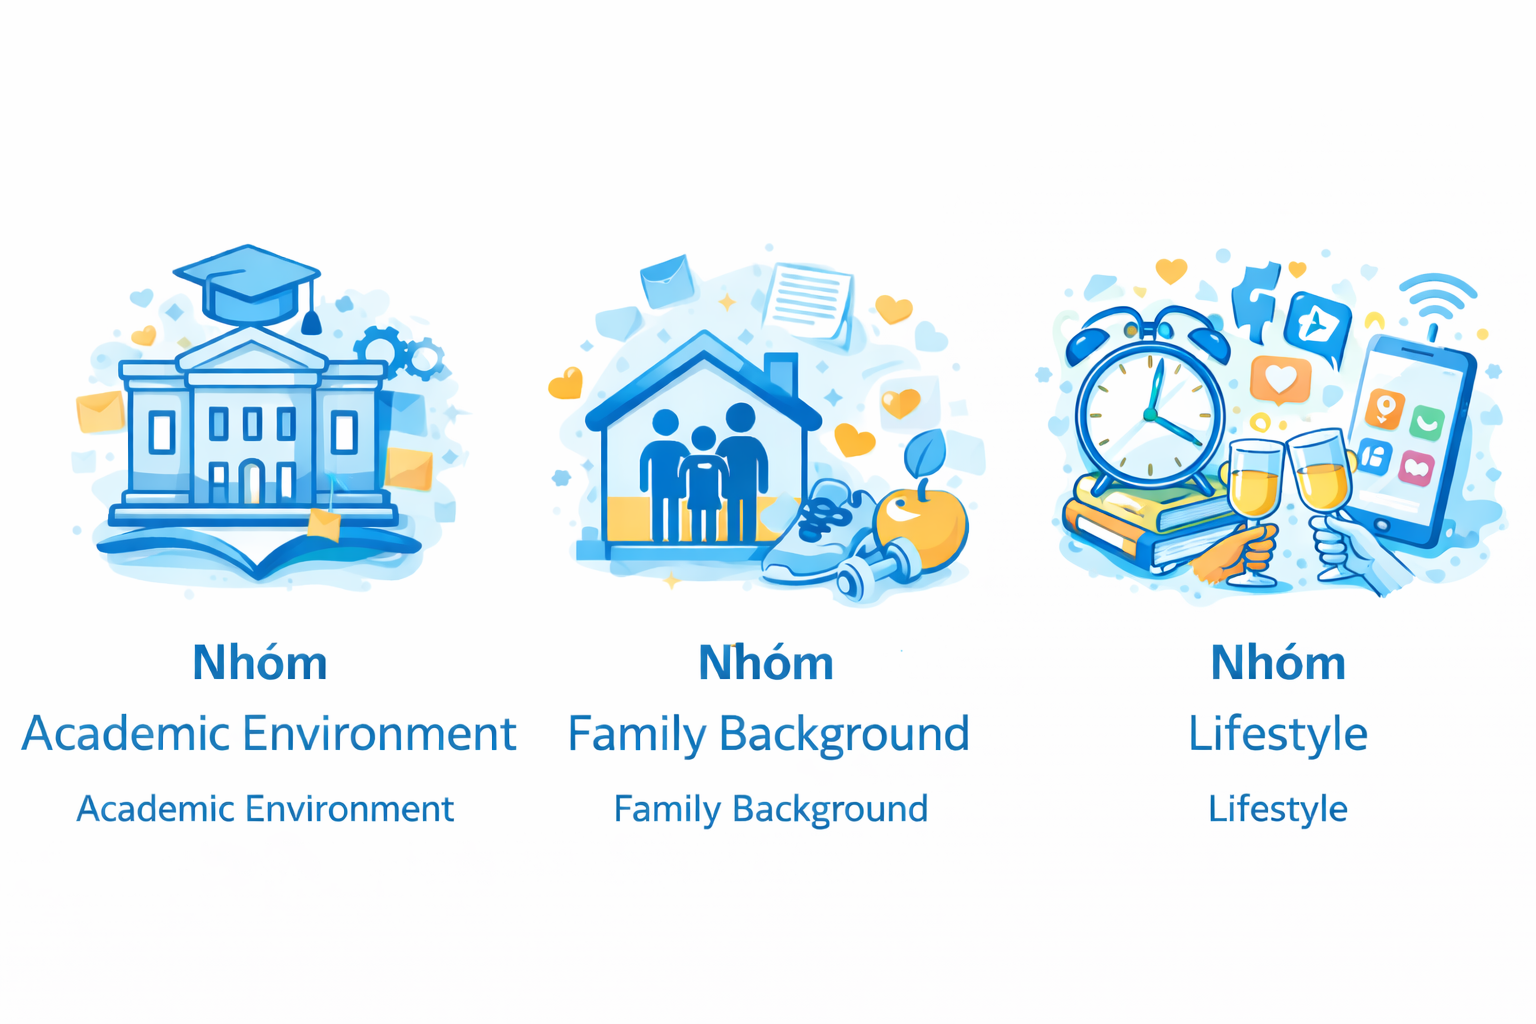 Nhóm
Academic Environment
Academic Environment
Nhóm
Family Background
Family Background
Nhóm
Lifestyle
Lifestyle